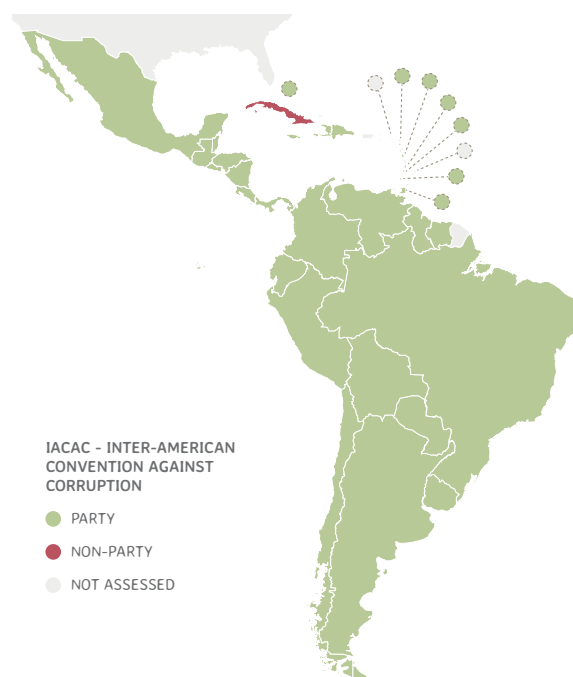 IACAC - INTER-AMERICAN
CONVENTION AGAINST
CORRUPTION
PARTY
NON-PARTY
NOT ASSESSED